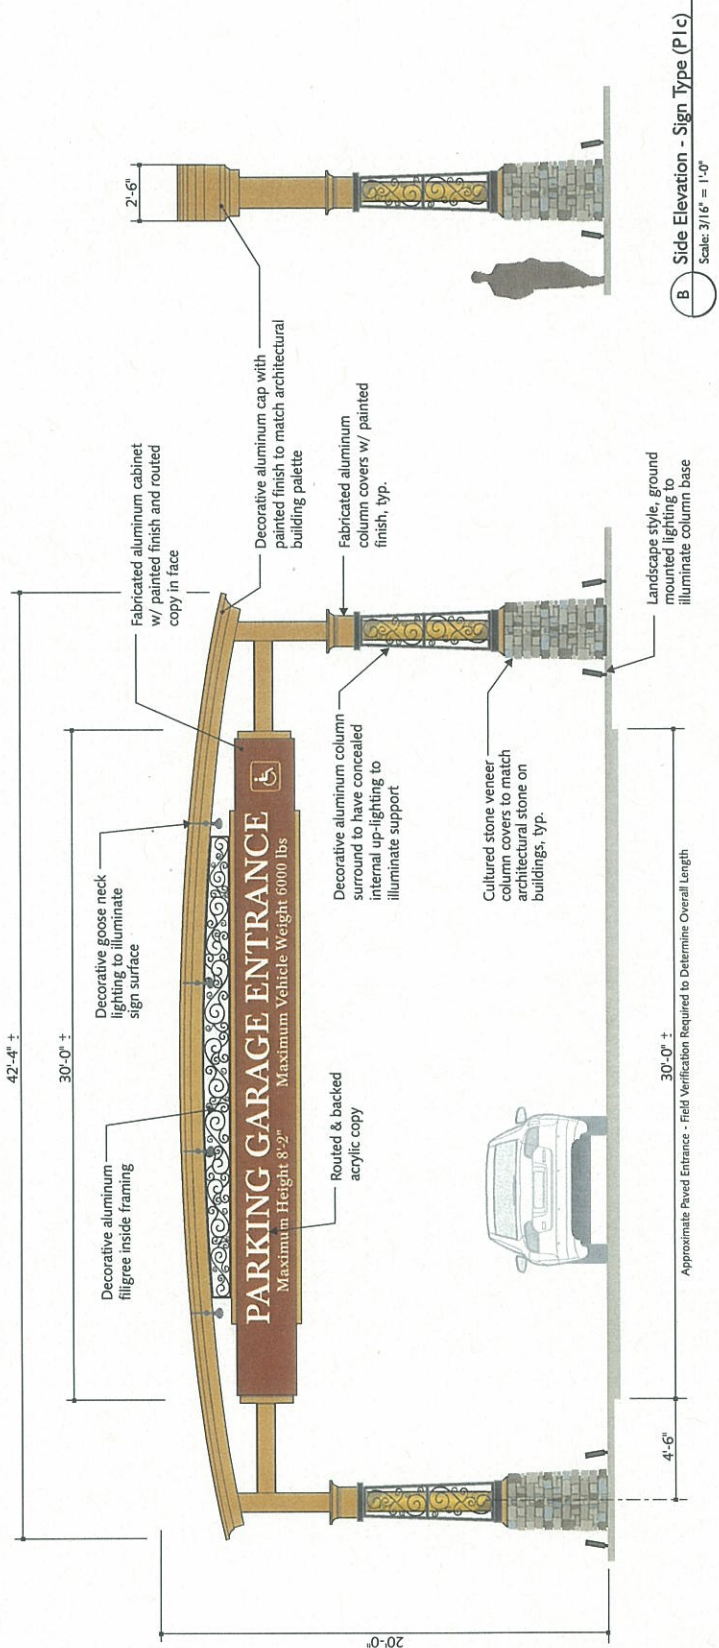 42'-4" ±
30'-0" ±
2'-6"
Decorative aluminum
filigree inside framing
Decorative goose neck
lighting to illuminate
sign surface
Fabricated aluminum cabinet
w/ painted finish and routed
copy in face
Decorative aluminum cap with
painted finish to match architectural
building palette
Fabricated aluminum
column covers w/ painted
finish, typ.
PARKING GARAGE ENTRANCE
Maximum Height 8'-2" Maximum Vehicle Weight 6000 lbs
Routed & backed
acrylic copy
Decorative aluminum column
surround to have concealed
internal up-lighting to
illuminate support
Cultured stone veneer
column covers to match
architectural stone on
buildings, typ.
Landscape style, ground
mounted lighting to
illuminate column base
20'-0"
4'-6"
30'-0" ±
Approximate Paved Entrance - Field Verification Required to Determine Overall Length
B Side Elevation - Sign Type (P1c)
Scale: 3/16" = 1'-0"